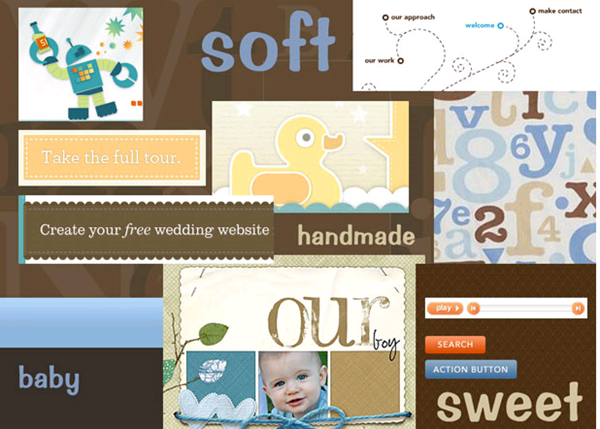 soft
51
our approach
make contact
welcome
our work
Take the full tour.
Create your free wedding website
handmade
our
boy
play
SEARCH
ACTION BUTTON
baby
sweet